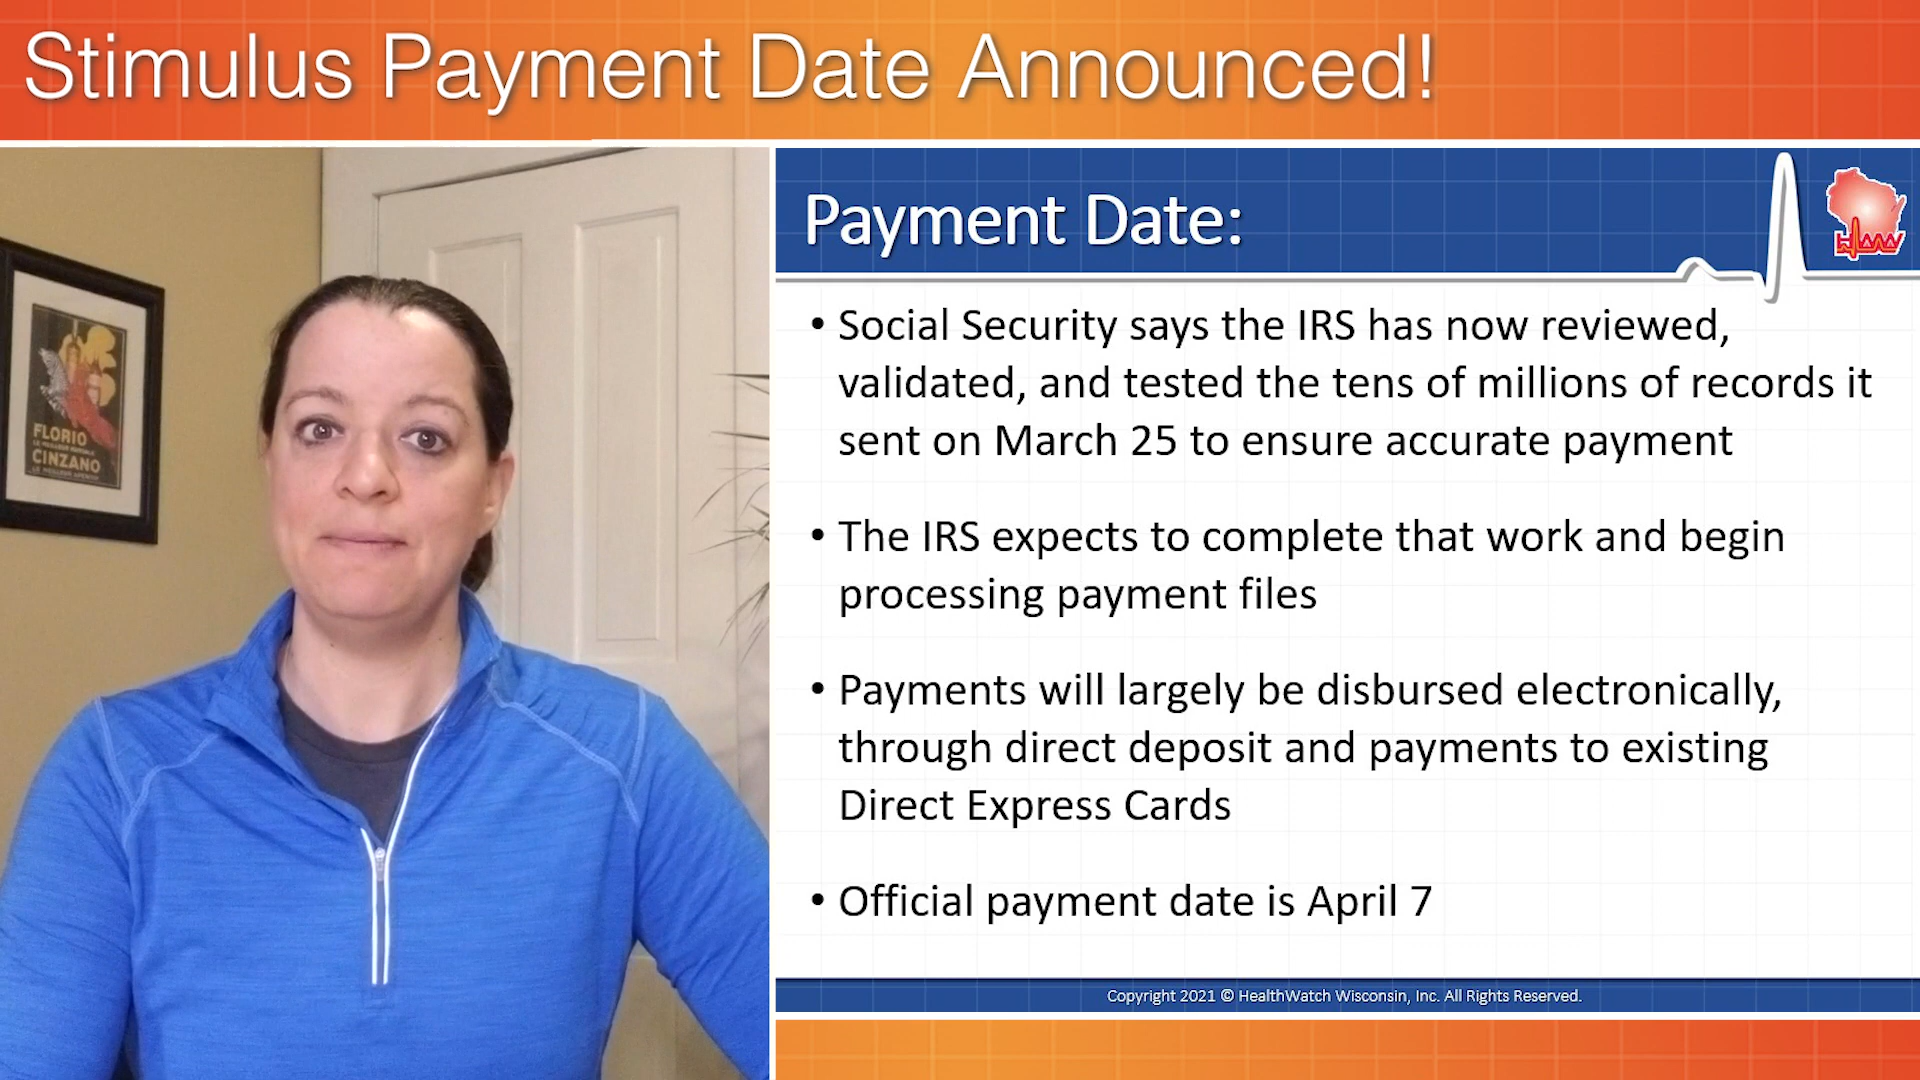 Stimulus Payment Date Announced!
FLORIO
CINZANO
Payment Date:
HWW
• Social Security says the IRS has now reviewed,
validated, and tested the tens of millions of records it
sent on March 25 to ensure accurate payment
• The IRS expects to complete that work and begin
processing payment files
• Payments will largely be disbursed electronically,
through direct deposit and payments to existing
Direct Express Cards
• Official payment date is April 7
Copyright 2021 © HealthWatch Wisconsin, Inc. All Rights Reserved.